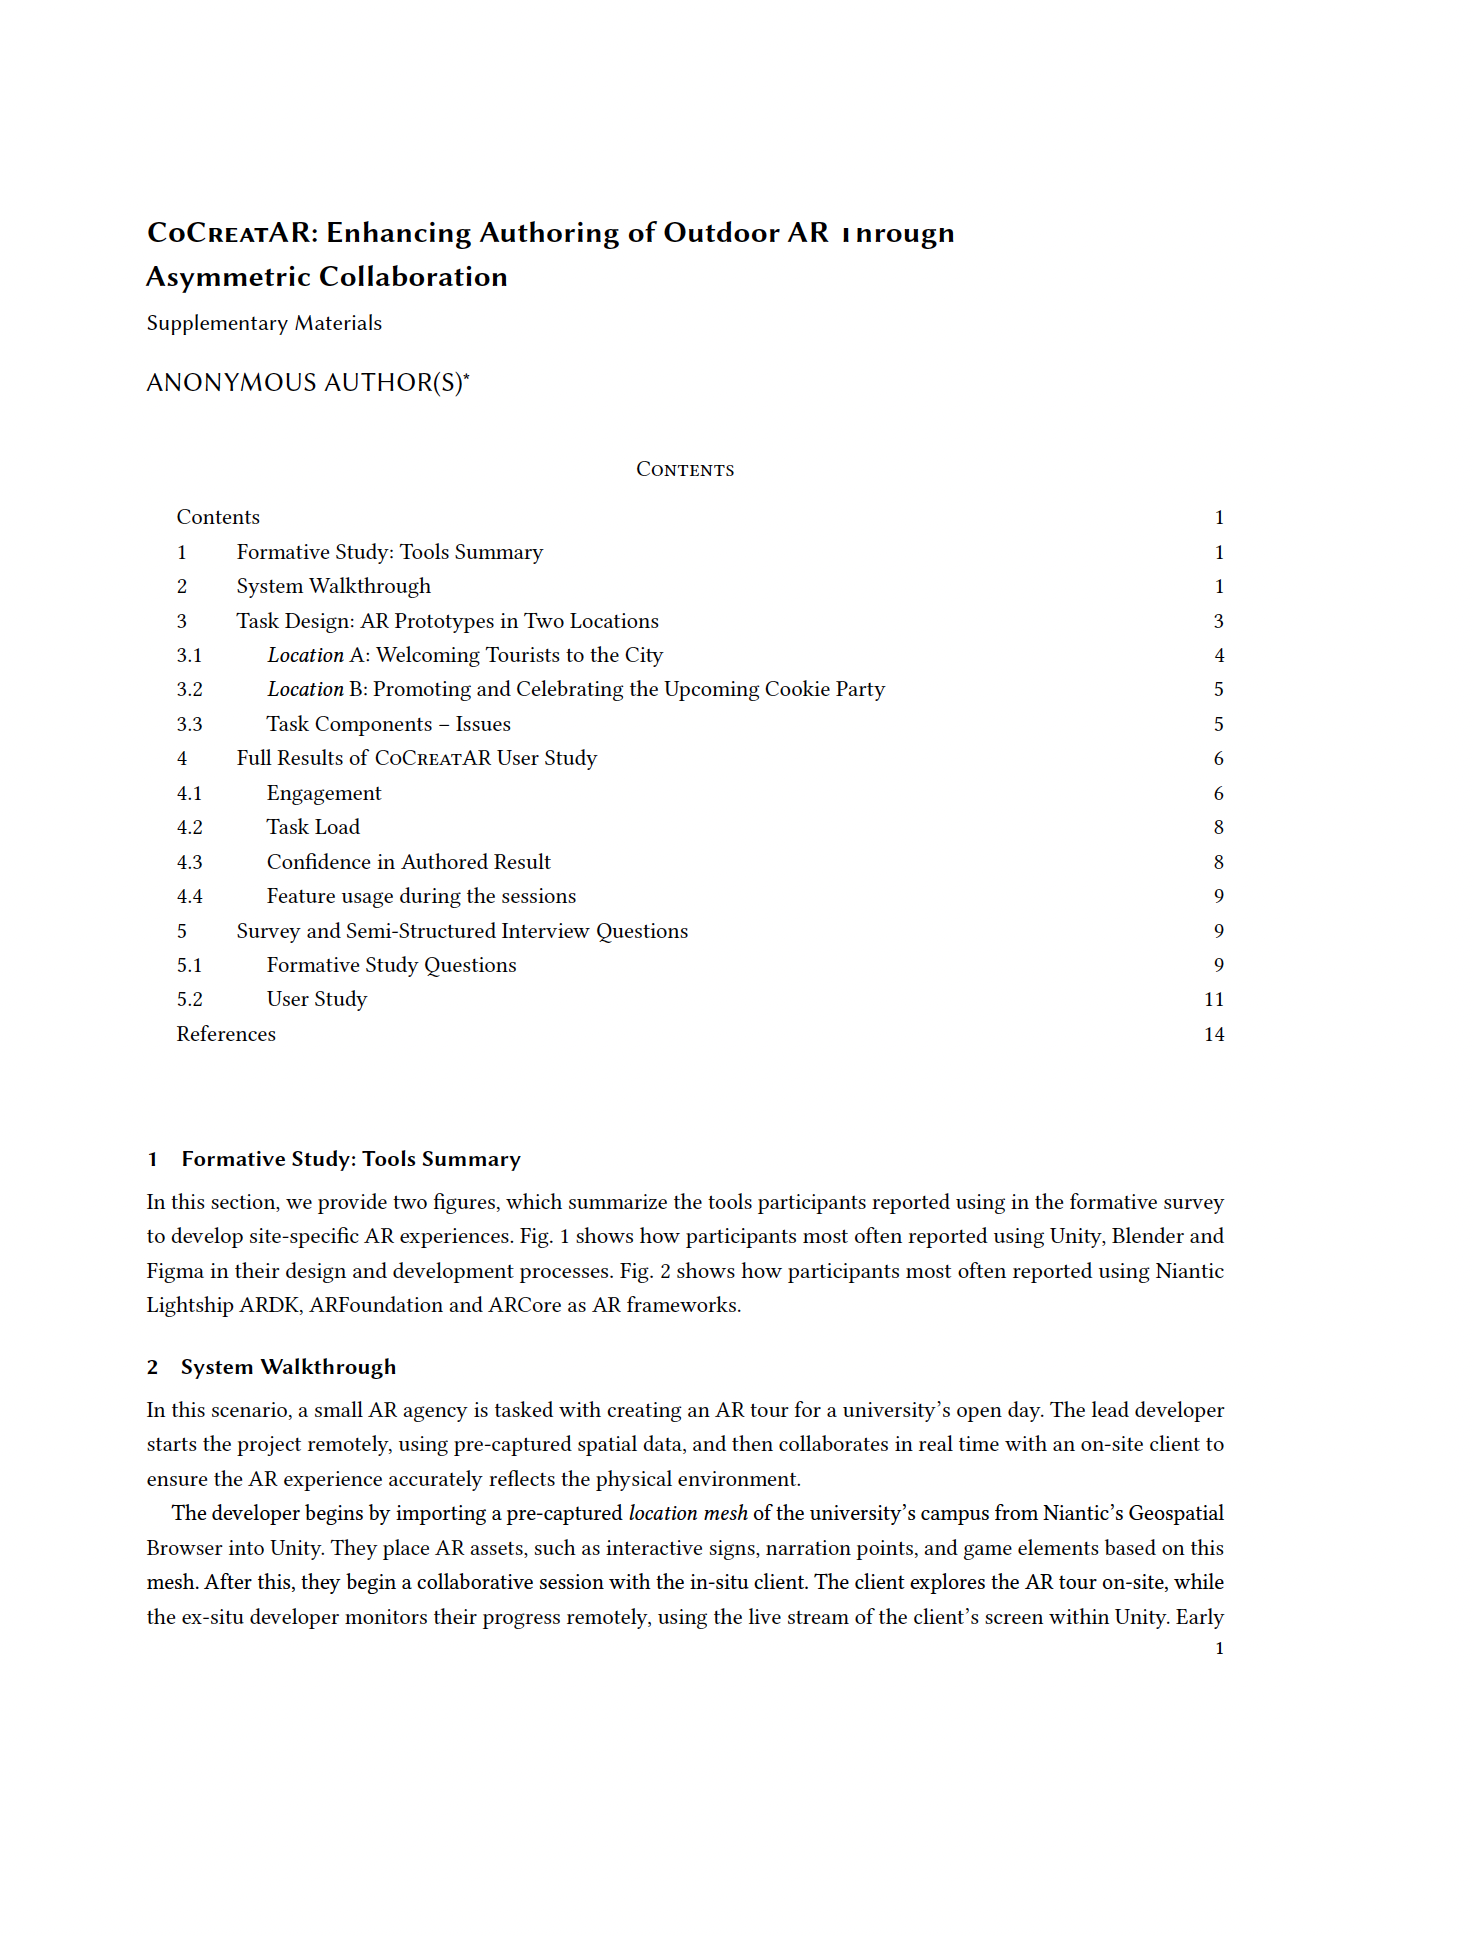 CoCreatAR: Enhancing Authoring of Outdoor AR Through
Asymmetric Collaboration
Supplementary Materials
ANONYMOUS AUTHOR(S)*
Contents
Contents 1
1 Formative Study: Tools Summary 1
2 System Walkthrough 1
3 Task Design: AR Prototypes in Two Locations 3
3.1 Location A: Welcoming Tourists to the City 4
3.2 Location B: Promoting and Celebrating the Upcoming Cookie Party 5
3.3 Task Components – Issues 5
4 Full Results of CoCreatAR User Study 6
4.1 Engagement 6
4.2 Task Load 8
4.3 Confidence in Authored Result 8
4.4 Feature usage during the sessions 9
5 Survey and Semi-Structured Interview Questions 9
5.1 Formative Study Questions 9
5.2 User Study 11
References 14
1 Formative Study: Tools Summary
In this section, we provide two figures, which summarize the tools participants reported using in the formative survey
to develop site-specific AR experiences. Fig. 1 shows how participants most often reported using Unity, Blender and
Figma in their design and development processes. Fig. 2 shows how participants most often reported using Niantic
Lightship ARDK, ARFoundation and ARCore as AR frameworks.
2 System Walkthrough
In this scenario, a small AR agency is tasked with creating an AR tour for a university's open day. The lead developer
starts the project remotely, using pre-captured spatial data, and then collaborates in real time with an on-site client to
ensure the AR experience accurately reflects the physical environment.
The developer begins by importing a pre-captured location mesh of the university's campus from Niantic's Geospatial
Browser into Unity. They place AR assets, such as interactive signs, narration points, and game elements based on this
mesh. After this, they begin a collaborative session with the in-situ client. The client explores the AR tour on-site, while
the ex-situ developer monitors their progress remotely, using the live stream of the client's screen within Unity. Early
1